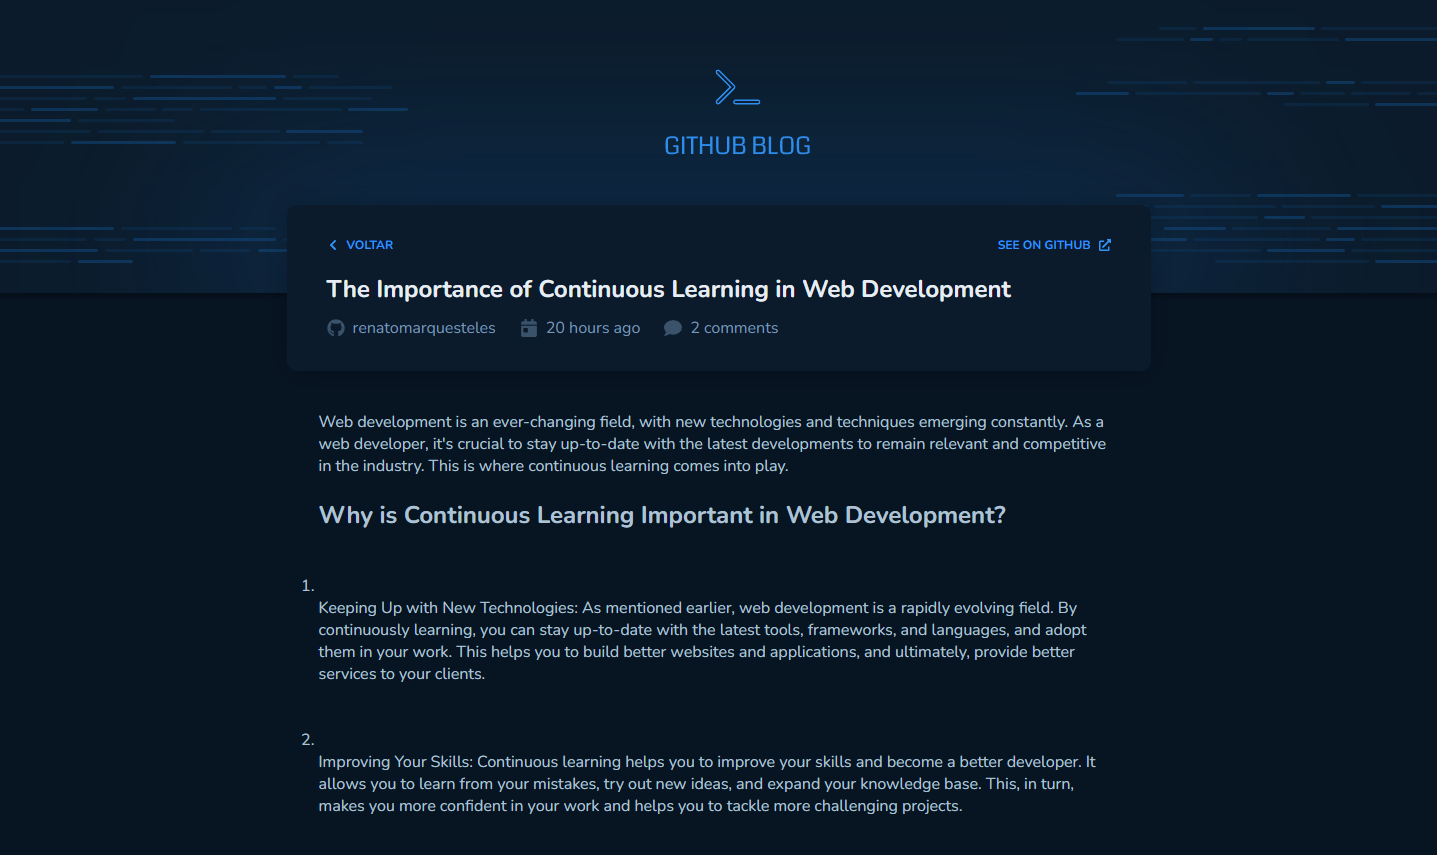 GITHUB BLOG
VOLTAR
SEE ON GITHUB
The Importance of Continuous Learning in Web Development
renatomarquesteles 20 hours ago 2 comments
Web development is an ever-changing field, with new technologies and techniques emerging constantly. As a
web developer, it's crucial to stay up-to-date with the latest developments to remain relevant and competitive
in the industry. This is where continuous learning comes into play.
Why is Continuous Learning Important in Web Development?
1.
Keeping Up with New Technologies: As mentioned earlier, web development is a rapidly evolving field. By
continuously learning, you can stay up-to-date with the latest tools, frameworks, and languages, and adopt
them in your work. This helps you to build better websites and applications, and ultimately, provide better
services to your clients.
2.
Improving Your Skills: Continuous learning helps you to improve your skills and become a better developer. It
allows you to learn from your mistakes, try out new ideas, and expand your knowledge base. This, in turn,
makes you more confident in your work and helps you to tackle more challenging projects.